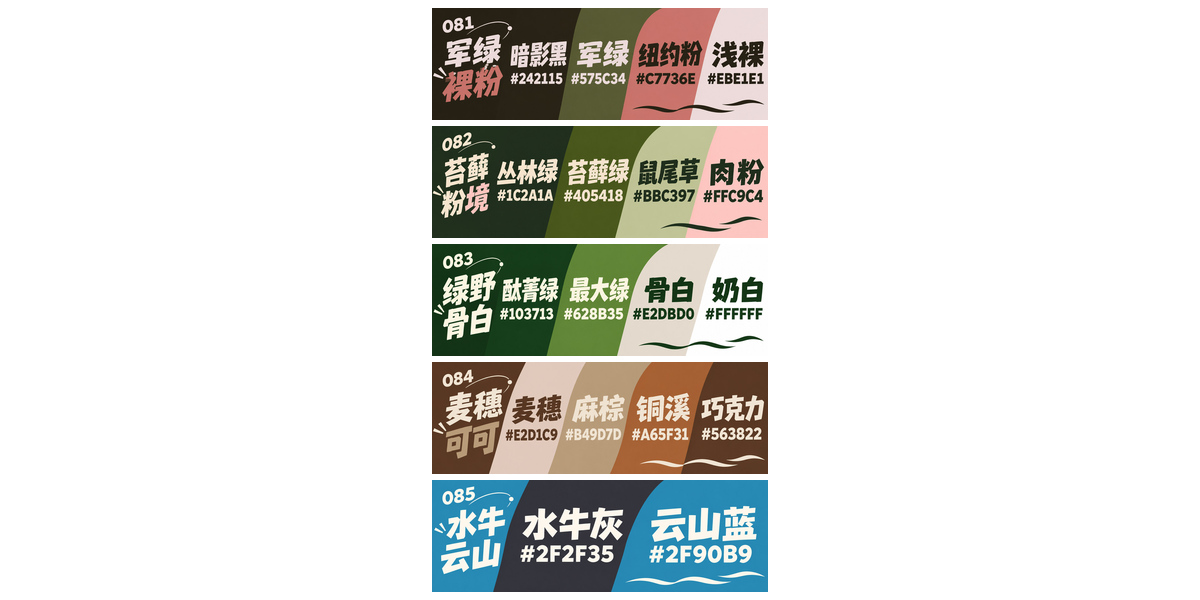 081
军绿
裸粉
暗影黑
#242115
军绿
#575C34
纽约粉
#C7736E
浅裸
#EBE1E1
082
苔藓
粉境
丛林绿
#1C2A1A
苔藓绿
#405418
鼠尾草
#BBC397
肉粉
#FFC9C4
083
绿野
骨白
酞菁绿
#103713
最大绿
#628B35
骨白
#E2DBD0
奶白
#FFFFFF
084
麦穗
可可
麦穗
#E2D1C9
麻棕
#B49D7D
铜溪
#A65F31
巧克力
#563822
085
水牛
云山
水牛灰
#2F2F35
云山蓝
#2F90B9